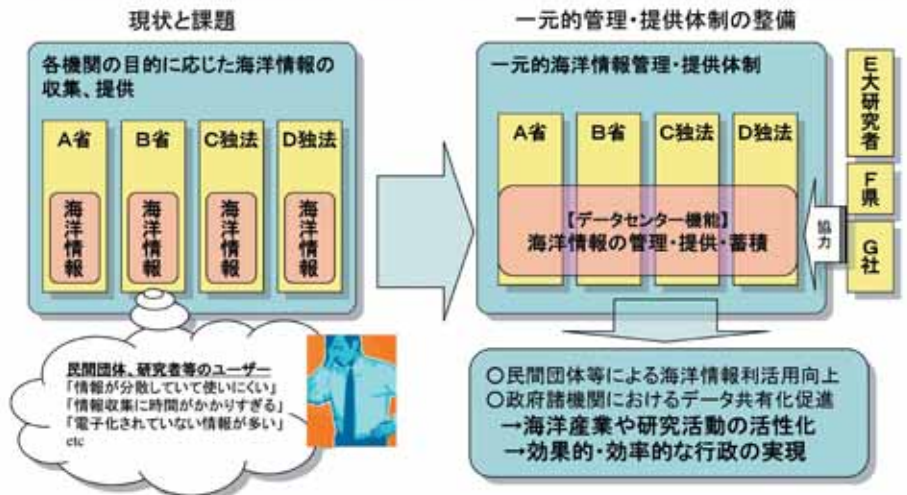 現状と課題
各機関の目的に応じた海洋情報の
収集、提供
A省
B省
C独法
D独法
海洋情報
海洋情報
海洋情報
海洋情報
民間団体、研究者等のユーザー
「情報が分散していて使いにくい」
「情報収集に時間がかかりすぎる」
「電子化されていない情報が多い」
etc
一元的管理・提供体制の整備
一元的海洋情報管理・提供体制
A省
B省
C独法
D独法
【データセンター機能】
海洋情報の管理・提供・蓄積
協力
E大研究者
F県
G社
○民間団体等による海洋情報利活用向上
○政府諸機関におけるデータ共有化促進
→海洋産業や研究活動の活性化
→効果的・効率的な行政の実現